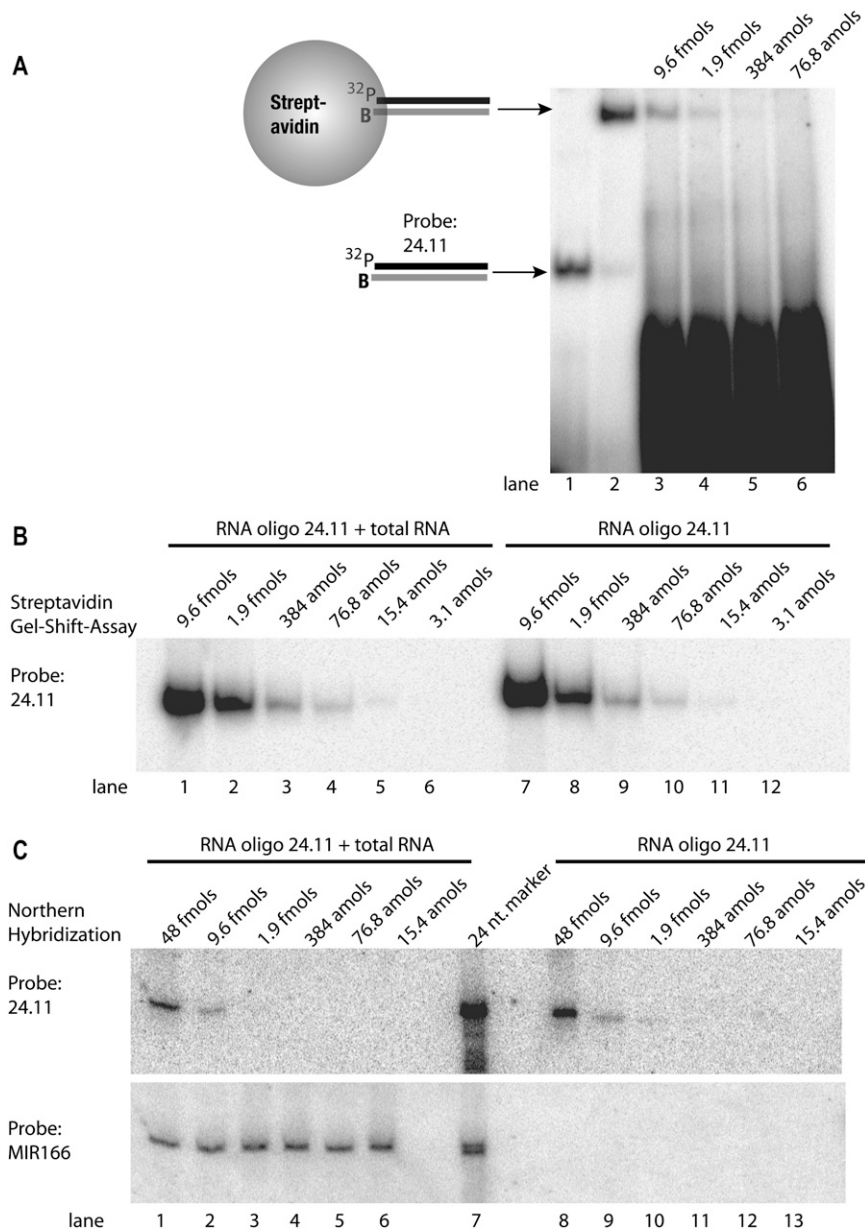 A
9.6 fmols
1.9 fmols
384 amols
76.8 amols
Strept-
avidin
32P
B
Probe:
24.11
32P
B
lane 1 2 3 4 5 6
B
RNA oligo 24.11 + total RNA
RNA oligo 24.11
Streptavidin
Gel-Shift-Assay
9.6 fmols
1.9 fmols
384 amols
76.8 amols
15.4 amols
3.1 amols
9.6 fmols
1.9 fmols
384 amols
76.8 amols
15.4 amols
3.1 amols
Probe:
24.11
lane 1 2 3 4 5 6 7 8 9 10 11 12
C
RNA oligo 24.11 + total RNA
RNA oligo 24.11
Northern
Hybridization
48 fmols
9.6 fmols
1.9 fmols
384 amols
76.8 amols
15.4 amols
24 nt. marker
48 fmols
9.6 fmols
1.9 fmols
384 amols
76.8 amols
15.4 amols
Probe:
24.11
Probe:
MIR166
lane 1 2 3 4 5 6 7 8 9 10 11 12 13